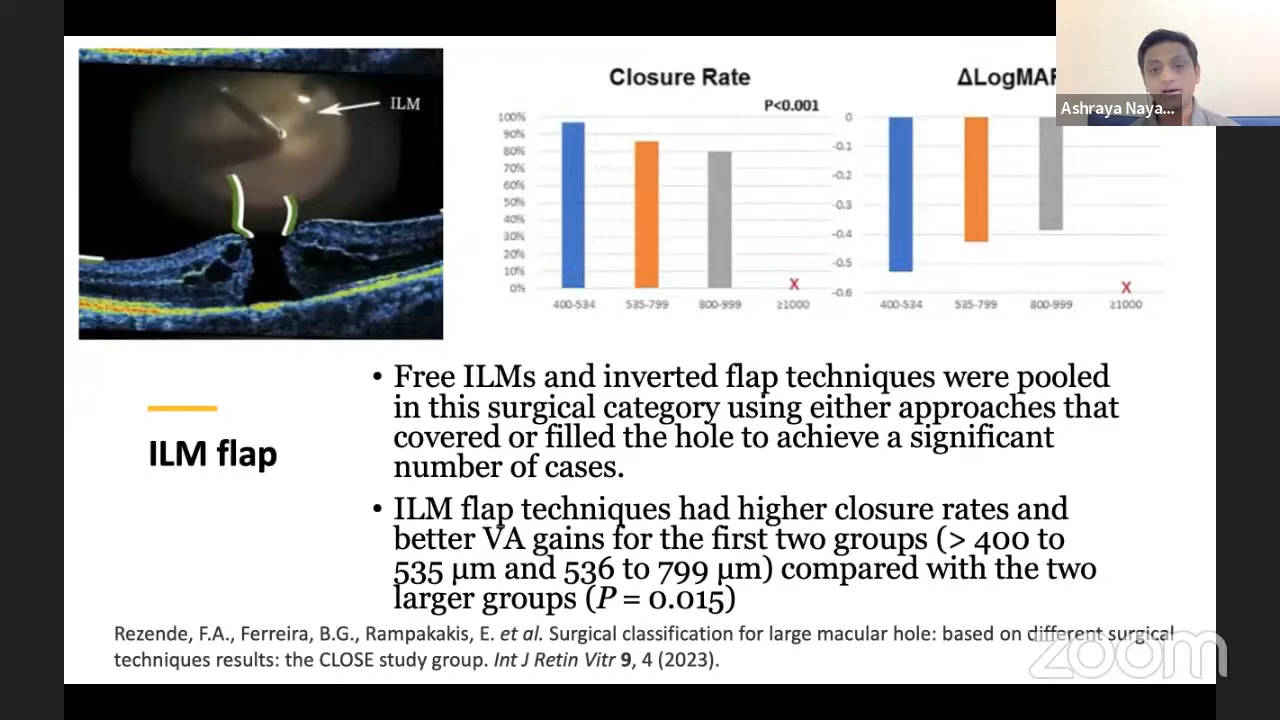 ILM
Closure Rate
P<0.001
100%
90%
80%
70%
60%
50%
40%
30%
20%
10%
0%
400-534 535-799 800-999 ≥1000
X
0
-0.1
-0.2
-0.3
-0.4
-0.5
-0.6
400-534 535-799 800-999 ≥1000
X
Ashraya Naya...
ILM flap
• Free ILMs and inverted flap techniques were pooled
in this surgical category using either approaches that
covered or filled the hole to achieve a significant
number of cases.
• ILM flap techniques had higher closure rates and
better VA gains for the first two groups (> 400 to
535 µm and 536 to 799 µm) compared with the two
larger groups (P = 0.015)
Rezende, F.A., Ferreira, B.G., Rampakakis, E. et al. Surgical classification for large macular hole: based on different surgical
techniques results: the CLOSE study group. Int J Retin Vitr 9, 4 (2023).
zoom